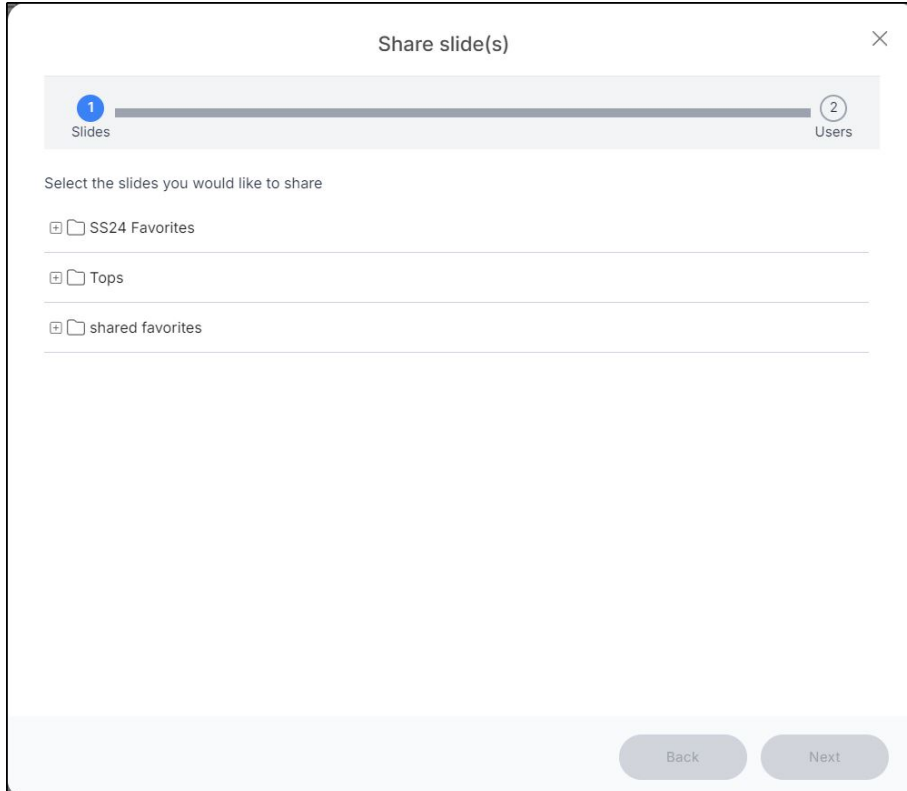 Share slide(s)
1
2
Slides
Users
Select the slides you would like to share
SS24 Favorites
Tops
shared favorites
Back
Next